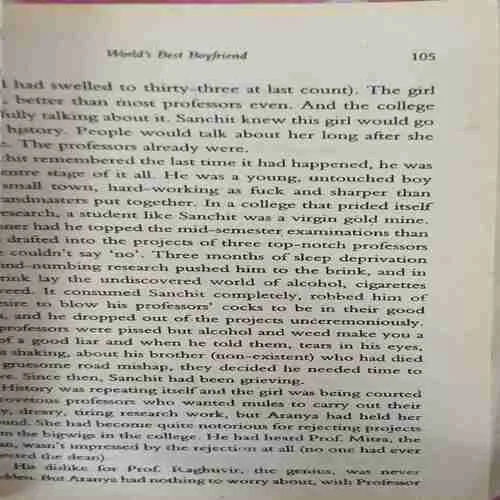 World's Best Boyfriend 105
I had swelled to thirty-three at last count). The girl
better than most professors even. And the college
fully talking about it. Sanchit knew this girl would go
history. People would talk about her long after she
The professors already were.
chit remembered the last time it had happened, he was
entre stage of it all. He was a young, untouched boy
small town, hard-working as fuck and sharper than
andmasters put together. In a college that prided itself
esearch, a student like Sanchit was a virgin gold mine.
oner had he topped the mid-semester examinations than
drafted into the projects of three top-notch professors
couldn't say 'no'. Three months of sleep deprivation
ind-numbing research pushed him to the brink, and in
rink lay the undiscovered world of alcohol, cigarettes
weed. It consumed Sanchit completely, robbed him of
esire to blow his professors' cocks to be in their good
s, and he dropped out of the projects unceremoniously.
professors were pissed but alcohol and weed make you a
of a good liar and when he told them, tears in his eyes,
s shaking, about his brother (non-existent) who had died
gruesome road mishap, they decided he needed time to
ve. Since then, Sanchit had been grieving.
History was repeating itself and the girl was being courted
covetous professors who wanted mules to carry out their
y, dreary, tiring research work, but Aranya had held her
ound. She had become quite notorious for rejecting projects
m the bigwigs in the college. He had heard Prof. Mitra, the
an, wasn't impressed by the rejection at all (no one had ever
the dean).
His dislike for Prof. Raghuvir, the genius, was never
dden. But Aranya had nothing to worry about, with Professor